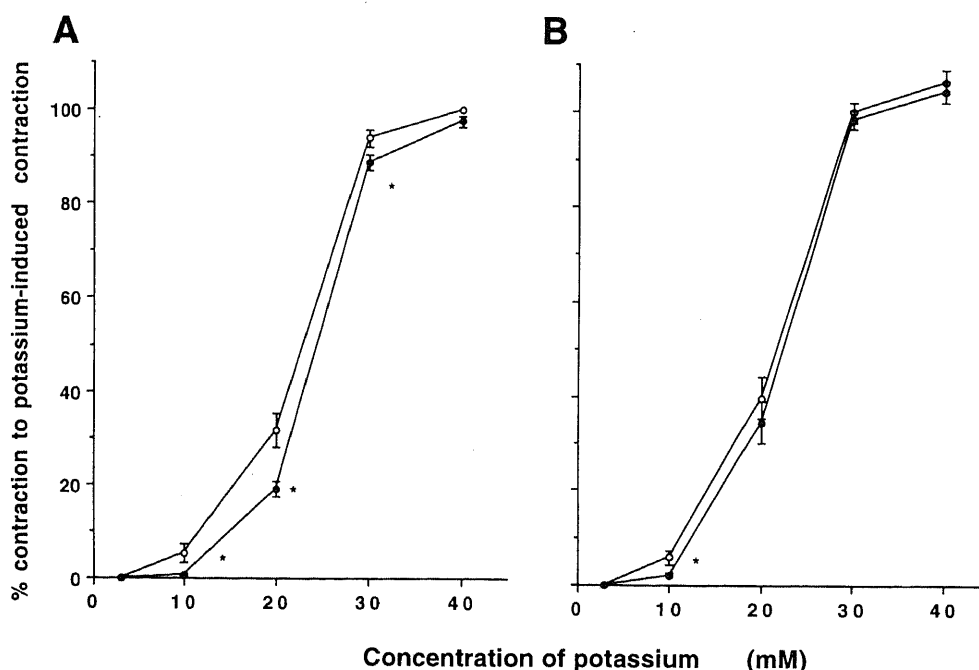 A
B
% contraction to potassium-induced contraction
100
80
60
40
20
0
0 10 20 30 40
0 10 20 30 40
*
*
*
*
Concentration of potassium (mM)